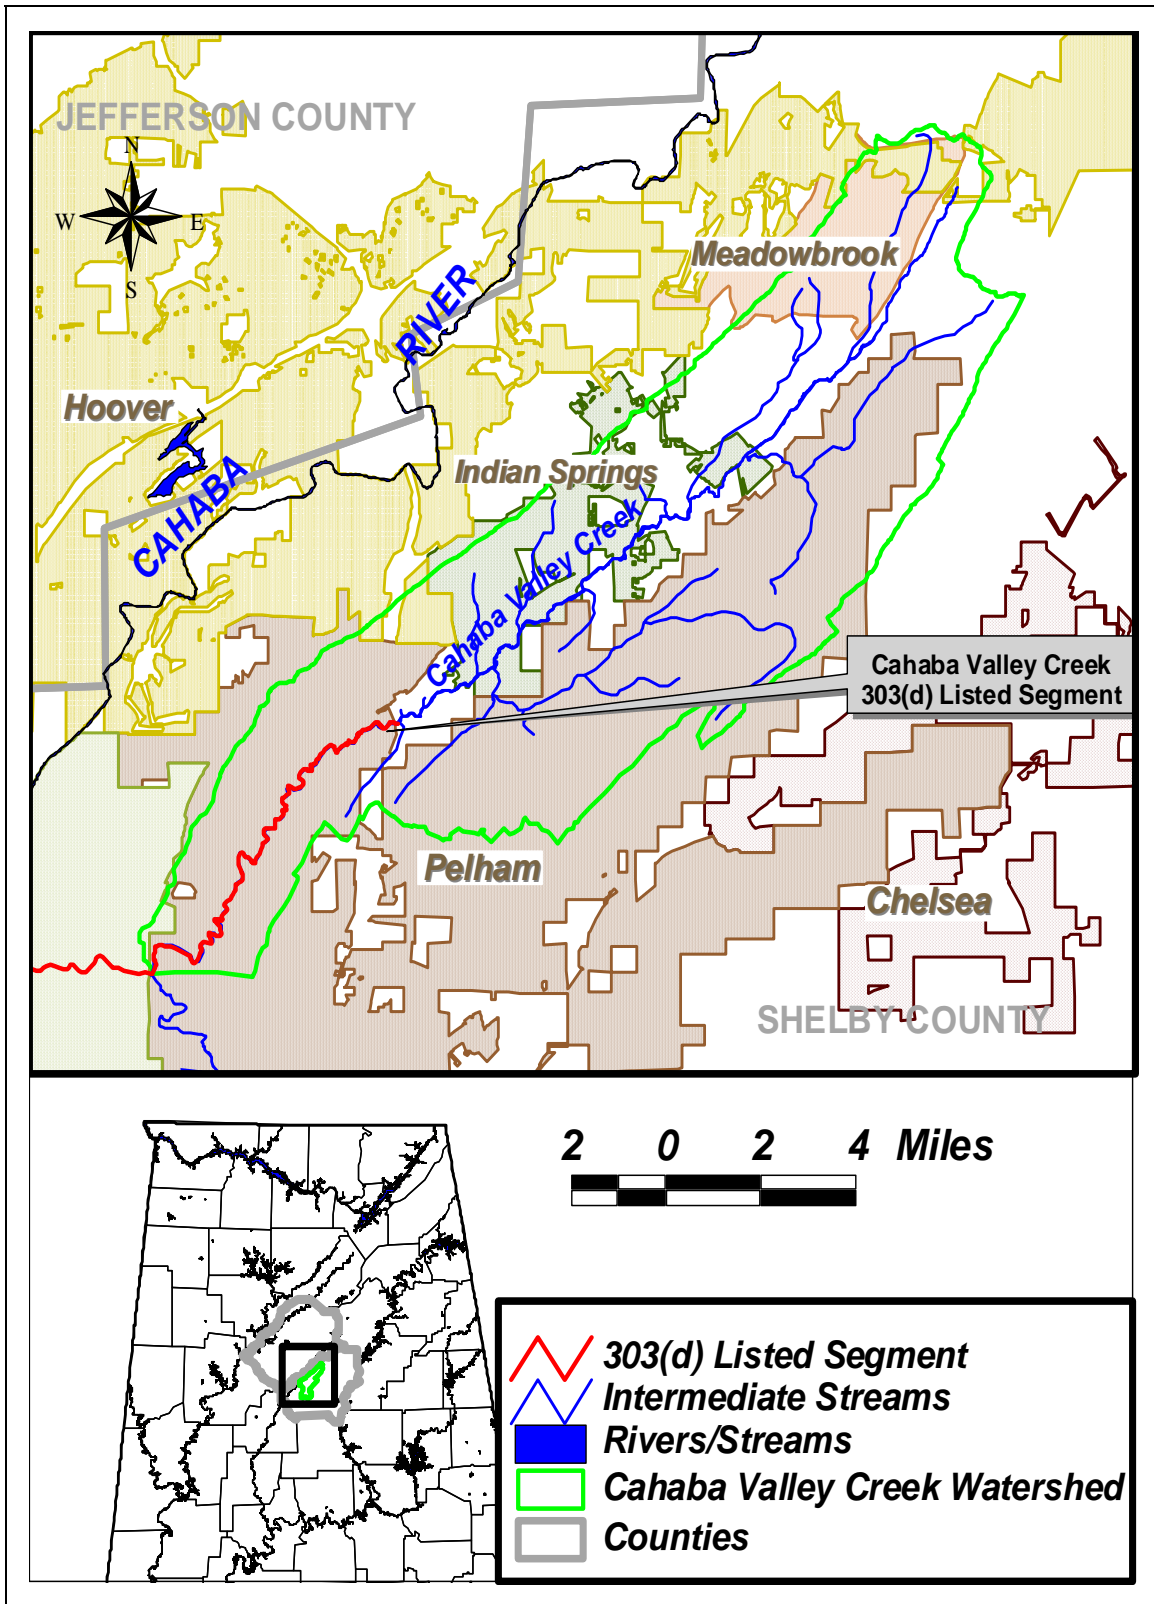 JEFFERSON COUNTY
N
W
E
S
Meadowbrook
RIVER
Hoover
CAHABA
Indian Springs
Cahaba Valley Creek
Cahaba Valley Creek
303(d) Listed Segment
Pelham
Chelsea
SHELBY COUNTY
2 0 2 4 Miles
303(d) Listed Segment
Intermediate Streams
Rivers/Streams
Cahaba Valley Creek Watershed
Counties